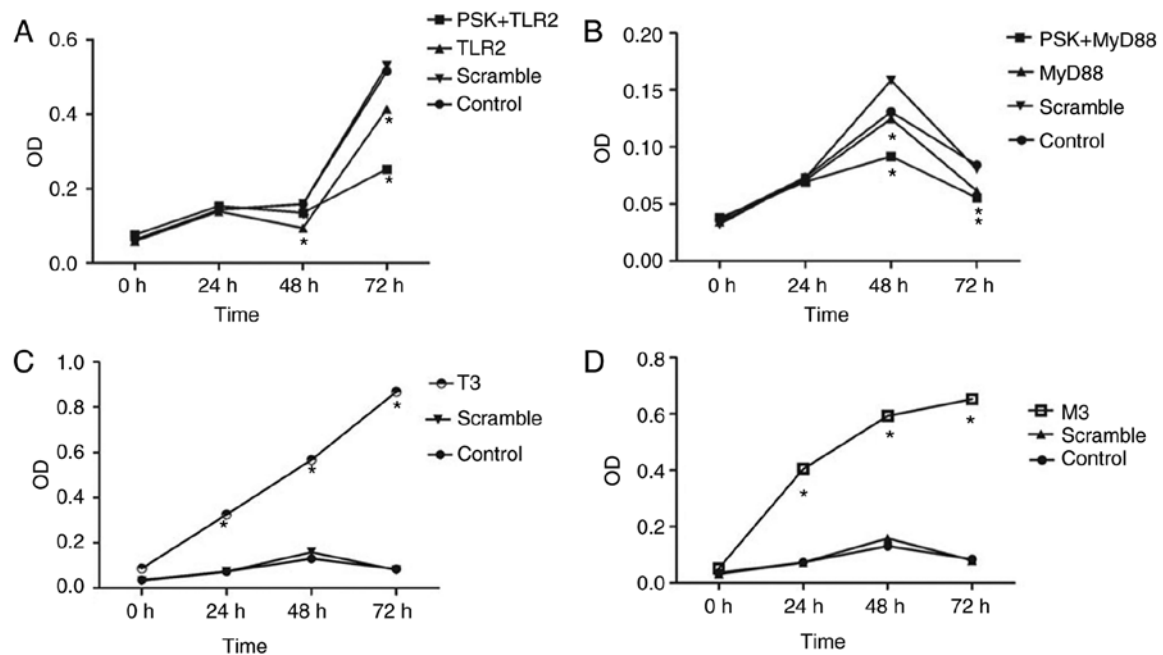 A
PSK+TLR2
TLR2
Scramble
Control
0.6
0.4
0.2
0.0
OD
*
*
*
0 h 24 h 48 h 72 h
Time
B
PSK+MyD88
MyD88
Scramble
Control
0.20
0.15
0.10
0.05
0.00
OD
*
*
*
*
0 h 24 h 48 h 72 h
Time
C
T3
Scramble
Control
1.0
0.8
0.6
0.4
0.2
0.0
OD
*
*
*
0 h 24 h 48 h 72 h
Time
D
M3
Scramble
Control
0.8
0.6
0.4
0.2
0.0
OD
*
*
*
0 h 24 h 48 h 72 h
Time